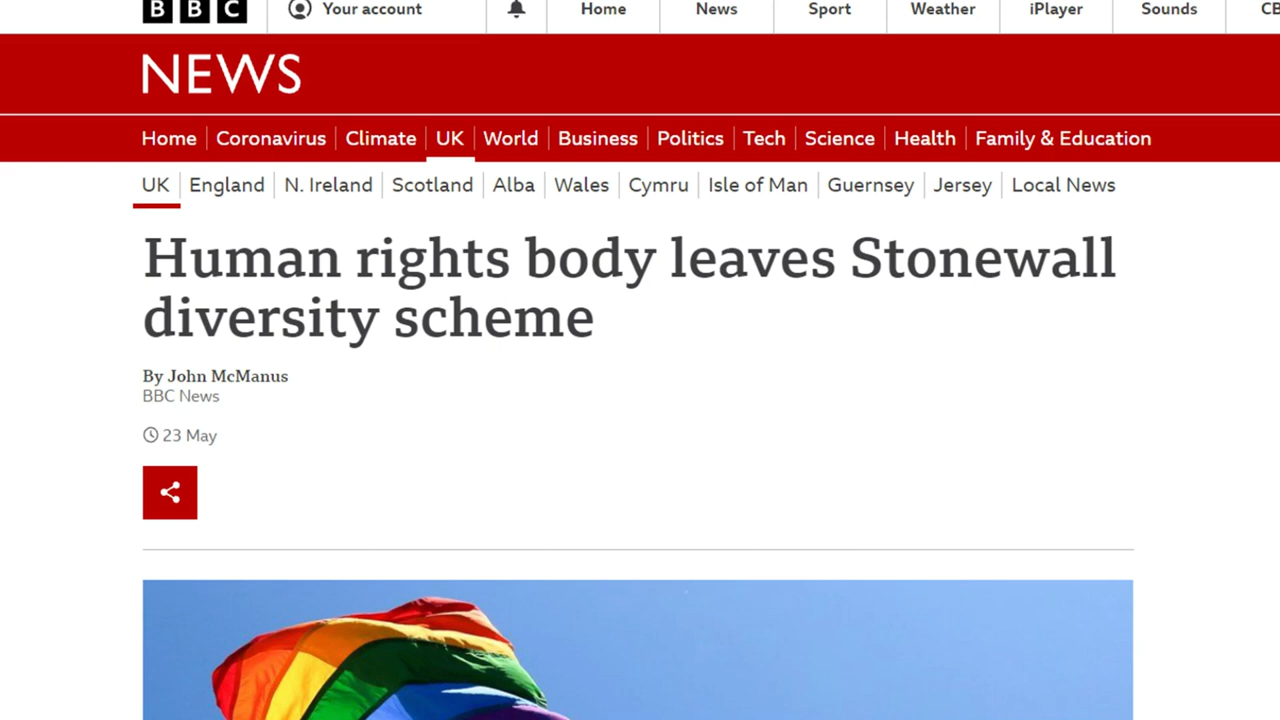 BBC Your account Home News Sport Weather iPlayer Sounds
NEWS
Home Coronavirus Climate UK World Business Politics Tech Science Health Family & Education
UK England N. Ireland Scotland Alba Wales Cymru Isle of Man Guernsey Jersey Local News
Human rights body leaves Stonewall
diversity scheme
By John McManus
BBC News
23 May